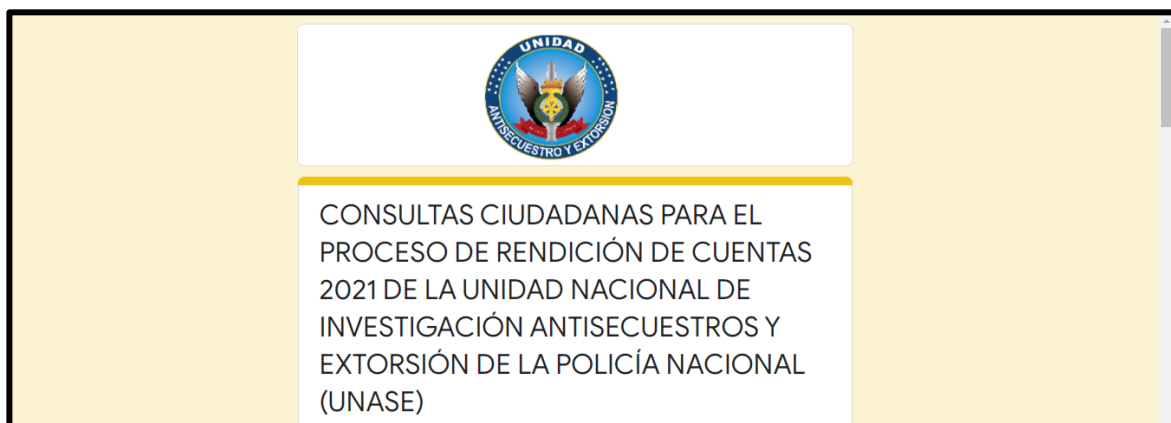 UNIDAD
ANTISECUESTRO Y EXTORSION
CONSULTAS CIUDADANAS PARA EL
PROCESO DE RENDICIÓN DE CUENTAS
2021 DE LA UNIDAD NACIONAL DE
INVESTIGACIÓN ANTISECUESTROS Y
EXTORSIÓN DE LA POLICÍA NACIONAL
(UNASE)